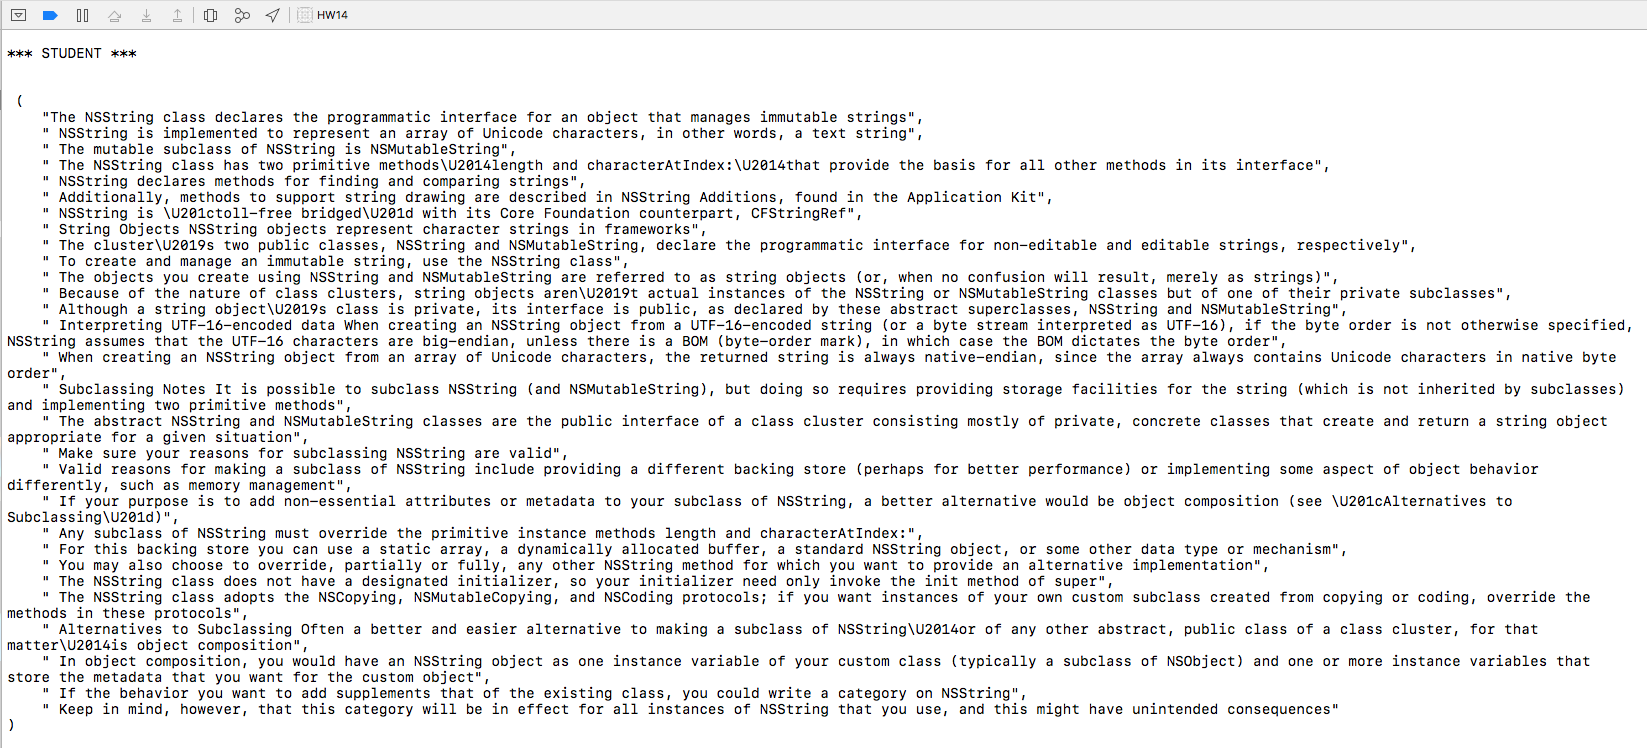 HW14
*** STUDENT ***
(
"The NSString class declares the programmatic interface for an object that manages immutable strings",
" NSString is implemented to represent an array of Unicode characters, in other words, a text string",
" The mutable subclass of NSString is NSMutableString",
" The NSString class has two primitive methods\U2014length and characterAtIndex:\U2014that provide the basis for all other methods in its interface",
" NSString declares methods for finding and comparing strings",
" Additionally, methods to support string drawing are described in NSString Additions, found in the Application Kit",
" NSString is \U201ctoll-free bridged\U201d with its Core Foundation counterpart, CFStringRef",
" String Objects NSString objects represent character strings in frameworks",
" The cluster\U2019s two public classes, NSString and NSMutableString, declare the programmatic interface for non-editable and editable strings, respectively",
" To create and manage an immutable string, use the NSString class",
" The objects you create using NSString and NSMutableString are referred to as string objects (or, when no confusion will result, merely as strings)",
" Because of the nature of class clusters, string objects aren\U2019t actual instances of the NSString or NSMutableString classes but of one of their private subclasses",
" Although a string object\U2019s class is private, its interface is public, as declared by these abstract superclasses, NSString and NSMutableString",
" Interpreting UTF-16-encoded data When creating an NSString object from a UTF-16-encoded string (or a byte stream interpreted as UTF-16), if the byte order is not otherwise specified,
NSString assumes that the UTF-16 characters are big-endian, unless there is a BOM (byte-order mark), in which case the BOM dictates the byte order",
" When creating an NSString object from an array of Unicode characters, the returned string is always native-endian, since the array always contains Unicode characters in native byte
order",
" Subclassing Notes It is possible to subclass NSString (and NSMutableString), but doing so requires providing storage facilities for the string (which is not inherited by subclasses)
and implementing two primitive methods",
" The abstract NSString and NSMutableString classes are the public interface of a class cluster consisting mostly of private, concrete classes that create and return a string object
appropriate for a given situation",
" Make sure your reasons for subclassing NSString are valid",
" Valid reasons for making a subclass of NSString include providing a different backing store (perhaps for better performance) or implementing some aspect of object behavior
differently, such as memory management",
" If your purpose is to add non-essential attributes or metadata to your subclass of NSString, a better alternative would be object composition (see \U201cAlternatives to
Subclassing\U201d)",
" Any subclass of NSString must override the primitive instance methods length and characterAtIndex:",
" For this backing store you can use a static array, a dynamically allocated buffer, a standard NSString object, or some other data type or mechanism",
" You may also choose to override, partially or fully, any other NSString method for which you want to provide an alternative implementation",
" The NSString class does not have a designated initializer, so your initializer need only invoke the init method of super",
" The NSString class adopts the NSCopying, NSMutableCopying, and NSCoding protocols; if you want instances of your own custom subclass created from copying or coding, override the
methods in these protocols",
" Alternatives to Subclassing Often a better and easier alternative to making a subclass of NSString\U2014or of any other abstract, public class of a class cluster, for that
matter\U2014is object composition",
" In object composition, you would have an NSString object as one instance variable of your custom class (typically a subclass of NSObject) and one or more instance variables that
store the metadata that you want for the custom object",
" If the behavior you want to add supplements that of the existing class, you could write a category on NSString",
" Keep in mind, however, that this category will be in effect for all instances of NSString that you use, and this might have unintended consequences"
)